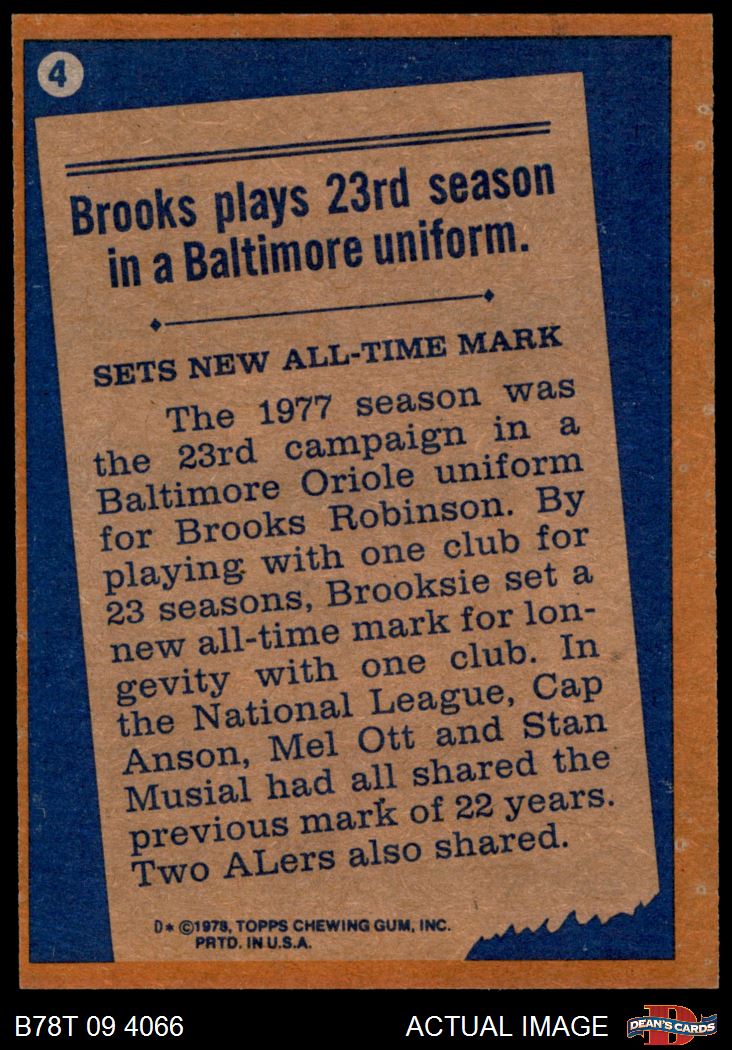 4
Brooks plays 23rd season
in a Baltimore uniform.
SETS NEW ALL-TIME MARK
The 1977 season was
the 23rd campaign in a
Baltimore Oriole uniform
for Brooks Robinson. By
playing with one club for
23 seasons, Brooksie set a
new all-time mark for lon-
gevity with one club. In
the National League, Cap
Anson, Mel Ott and Stan
Musial had all shared the
previous mark of 22 years.
Two ALers also shared.
D* ©1978, TOPPS CHEWING GUM, INC.
PRTD. IN U.S.A.
B78T 09 4066
ACTUAL IMAGE
D
DEAN'S CARDS